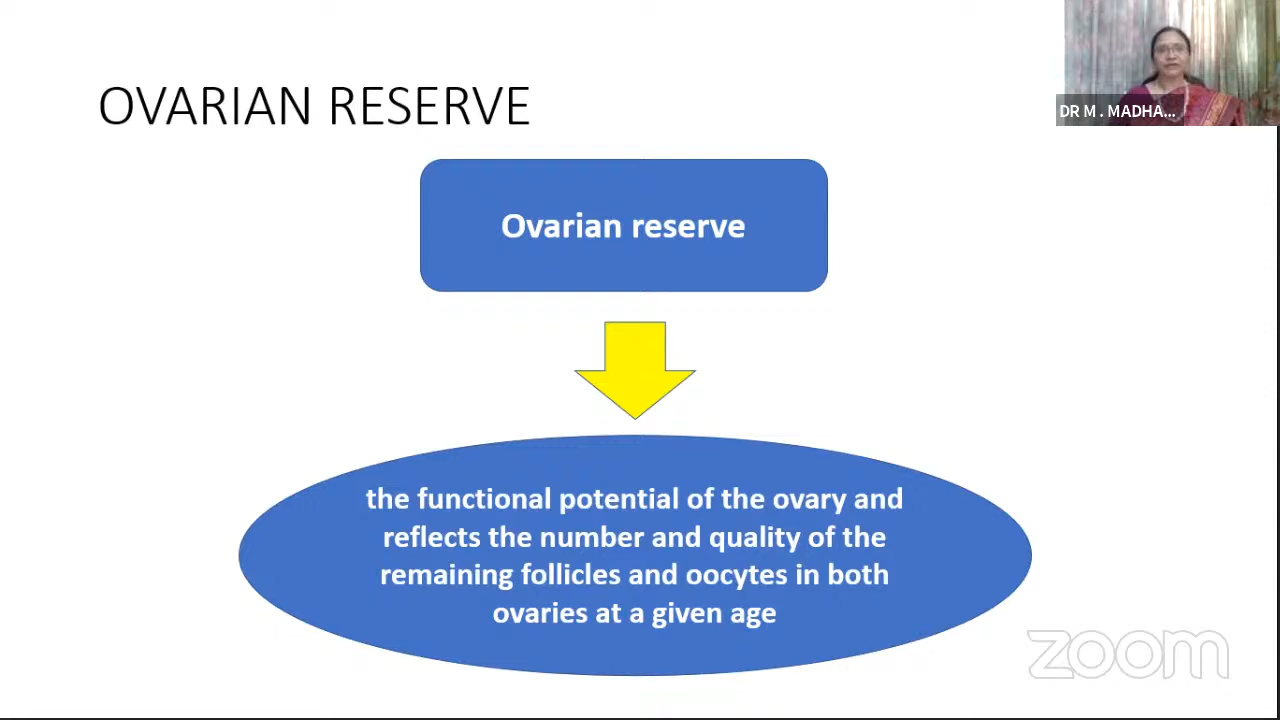 DR M . MADHA...
OVARIAN RESERVE
Ovarian reserve
the functional potential of the ovary and
reflects the number and quality of the
remaining follicles and oocytes in both
ovaries at a given age
zoom